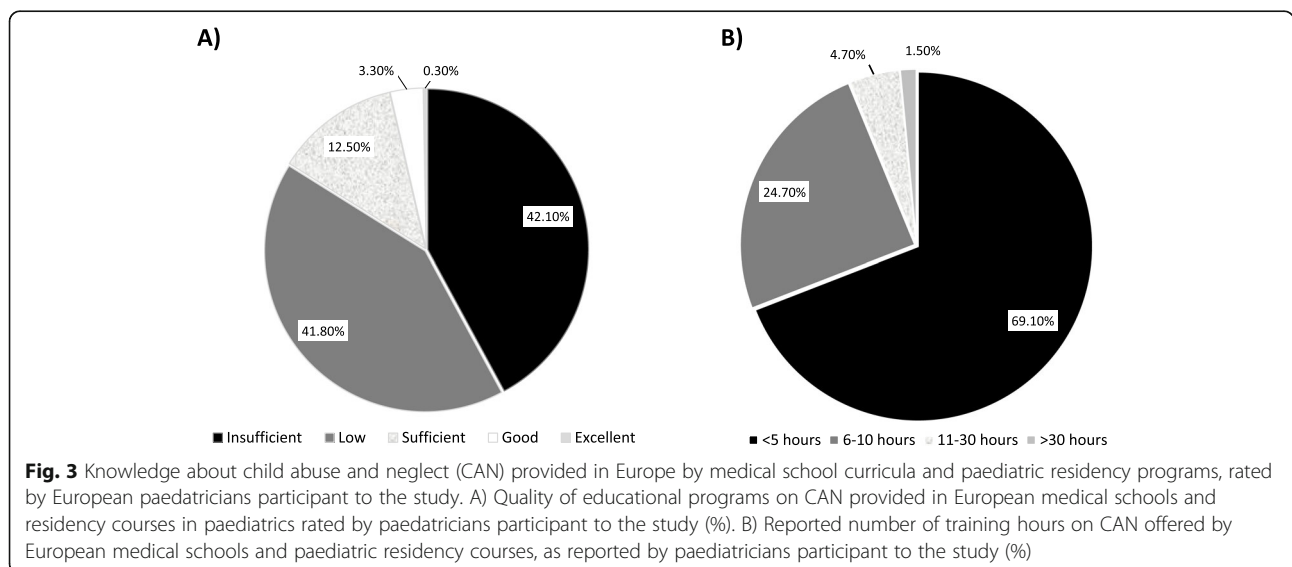 A)
B)
3.30%
0.30%
12.50%
42.10%
41.80%
4.70%
1.50%
24.70%
69.10%
Insufficient Low Sufficient Good Excellent
<5 hours 6-10 hours 11-30 hours >30 hours
Fig. 3 Knowledge about child abuse and neglect (CAN) provided in Europe by medical school curricula and paediatric residency programs, rated
by European paedatricians participant to the study. A) Quality of educational programs on CAN provided in European medical schools and
residency courses in paediatrics rated by paedatricians participant to the study (%). B) Reported number of training hours on CAN offered by
European medical schools and paediatric residency courses, as reported by paediatricians participant to the study (%)